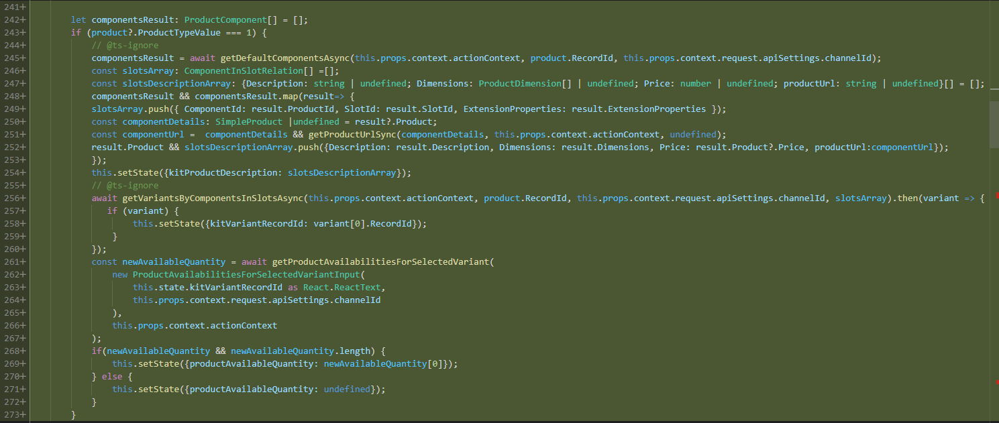 241+
242+ let componentsResult: ProductComponent[] = [];
243+ if (product?.ProductTypeValue === 1) {
244+ // @ts-ignore
245+ componentsResult = await getDefaultComponentsAsync(this.props.context.actionContext, product.RecordId, this.props.context.request.apiSettings.channelId);
246+ const slotsArray: ComponentInSlotRelation[] =[];
247+ const slotsDescriptionArray: {Description: string | undefined; Dimensions: ProductDimension[] | undefined; Price: number | undefined; productUrl: string | undefined}[] = [];
248+ componentsResult && componentsResult.map(result=> {
249+ slotsArray.push({ ComponentId: result.ProductId, SlotId: result.SlotId, ExtensionProperties: result.ExtensionProperties });
250+ const componentDetails: SimpleProduct |undefined = result?.Product;
251+ const componentUrl =  componentDetails && getProductUrlSync(componentDetails, this.props.context.actionContext, undefined);
252+ result.Product && slotsDescriptionArray.push({Description: result.Description, Dimensions: result.Dimensions, Price: result.Product?.Price, productUrl:componentUrl});
253+ });
254+ this.setState({kitProductDescription: slotsDescriptionArray});
255+ // @ts-ignore
256+ await getVariantsByComponentsInSlotsAsync(this.props.context.actionContext, product.RecordId, this.props.context.request.apiSettings.channelId, slotsArray).then(variant => {
257+ if (variant) {
258+ this.setState({kitVariantRecordId: variant[0].RecordId});
259+ }
260+ });
261+ const newAvailableQuantity = await getProductAvailabilitiesForSelectedVariant(
262+ new ProductAvailabilitiesForSelectedVariantInput(
263+ this.state.kitVariantRecordId as React.ReactText,
264+ this.props.context.request.apiSettings.channelId
265+ ),
266+ this.props.context.actionContext
267+ );
268+ if(newAvailableQuantity && newAvailableQuantity.length) {
269+ this.setState({productAvailableQuantity: newAvailableQuantity[0]});
270+ } else {
271+ this.setState({productAvailableQuantity: undefined});
272+ }
273+ }